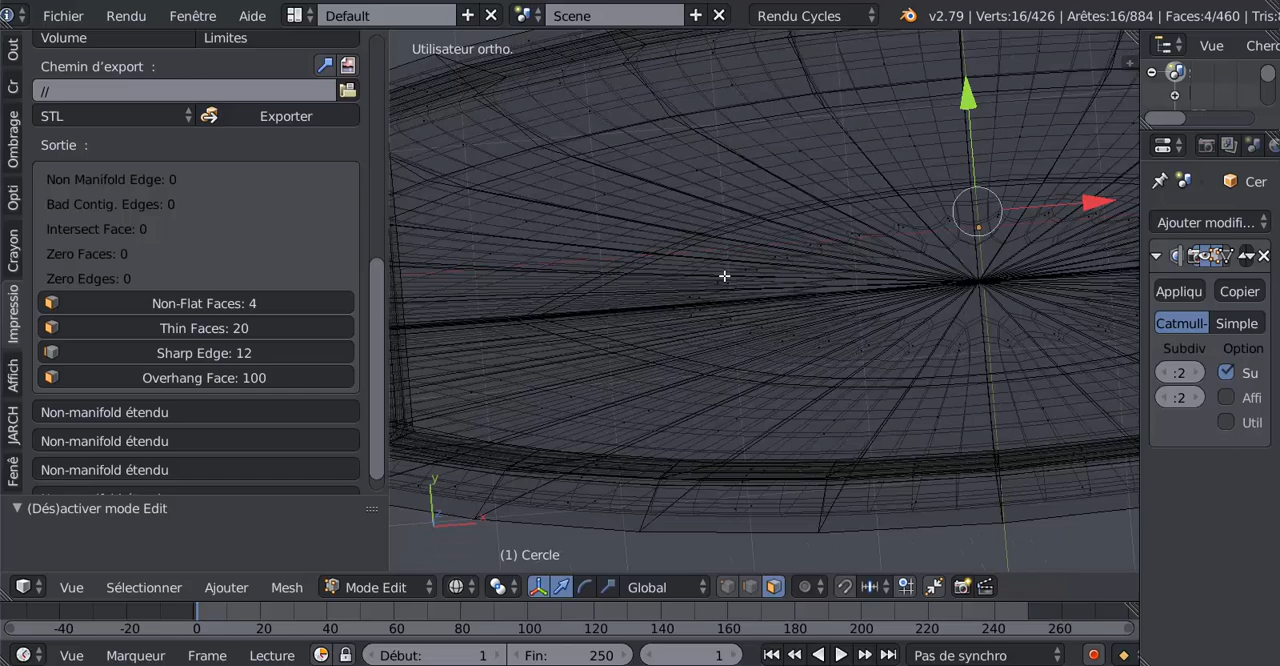 Fichier Rendu Fenêtre Aide Default Scene Rendu Cycles v2.79 | Verts:16/426 | Arêtes:16/884 | Faces:4/460 | Tris:
Volume Limites
Utilisateur ortho.
Vue Cherc
Chemin d'export :
//
STL Exporter
Sortie :
Non Manifold Edge: 0
Bad Contig. Edges: 0
Intersect Face: 0
Zero Faces: 0
Zero Edges: 0
Non-Flat Faces: 4
Thin Faces: 20
Sharp Edge: 12
Overhang Face: 100
Non-manifold étendu
Non-manifold étendu
Non-manifold étendu
(Dés)activer mode Edit
Out
Cr
Ombrage
Opti
Crayon
Impressio
Affich
JARCH
Fenê
y
x
z
(1) Cercle
Cer
Ajouter modifi...
Appliqu Copier
Catmull- Simple
Subdiv Option
:2 Su
:2 Affi
Util
Vue Sélectionner Ajouter Mesh Mode Edit Global
-40 -20 0 20 40 60 80 100 120 140 160 180 200 220 240 260
Vue Marqueur Frame Lecture Début: 1 Fin: 250 1 Pas de synchro